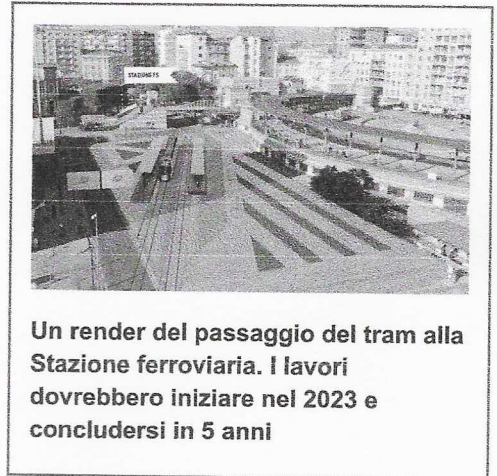 STAZIONE FS
Un render del passaggio del tram alla
Stazione ferroviaria. I lavori
dovrebbero iniziare nel 2023 e
concludersi in 5 anni